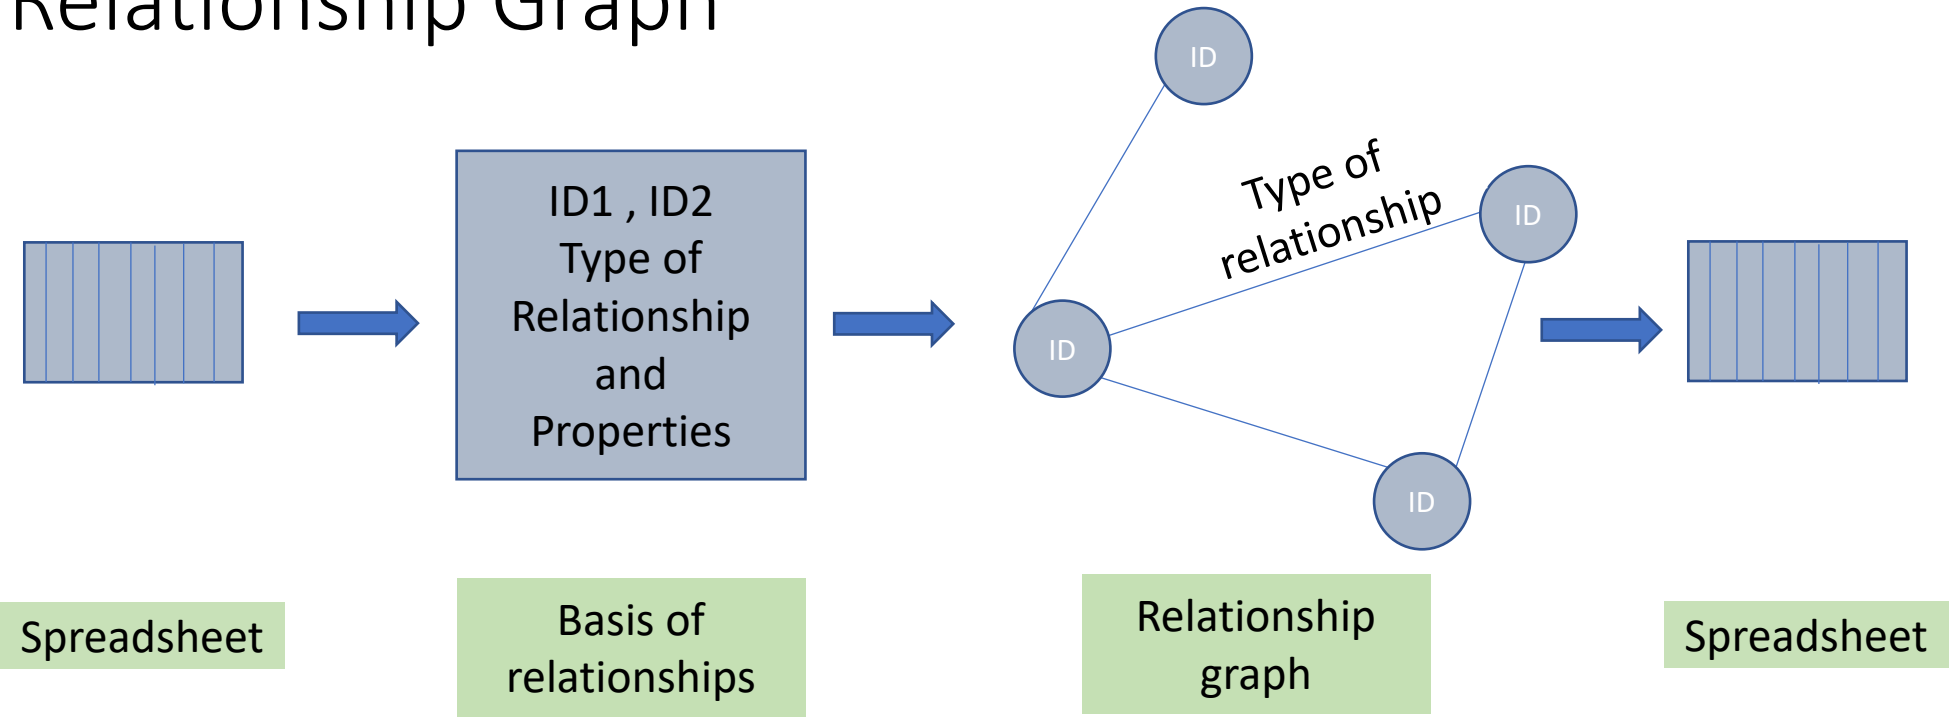 Relationship Graph
ID
Type of
relationship
ID
ID
ID
ID1 , ID2
Type of
Relationship
and
Properties
Spreadsheet
Basis of
relationships
Relationship
graph
Spreadsheet